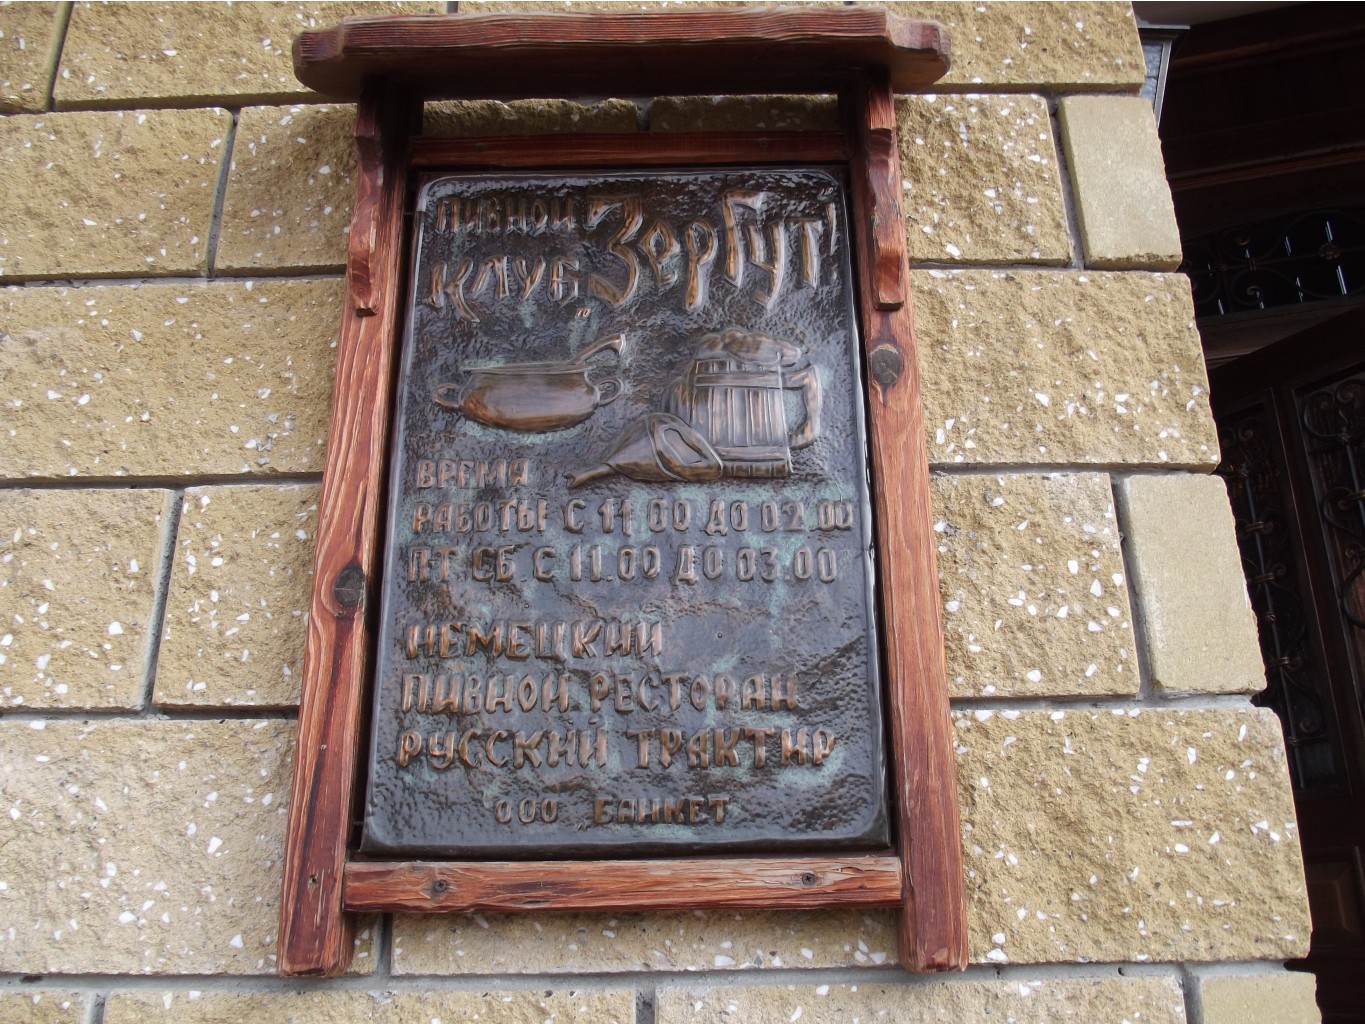 ПИВНОЙ
КЛУБ "ЗЕРГУТ"
ВРЕМЯ
РАБОТЫ С 11.00 ДО 02.00
ПТ. СБ. С 11.00 ДО 03.00
НЕМЕЦКИЙ
ПИВНОЙ РЕСТОРАН
РУССКИЙ ТРАКТИР
ООО БАНКЕТ